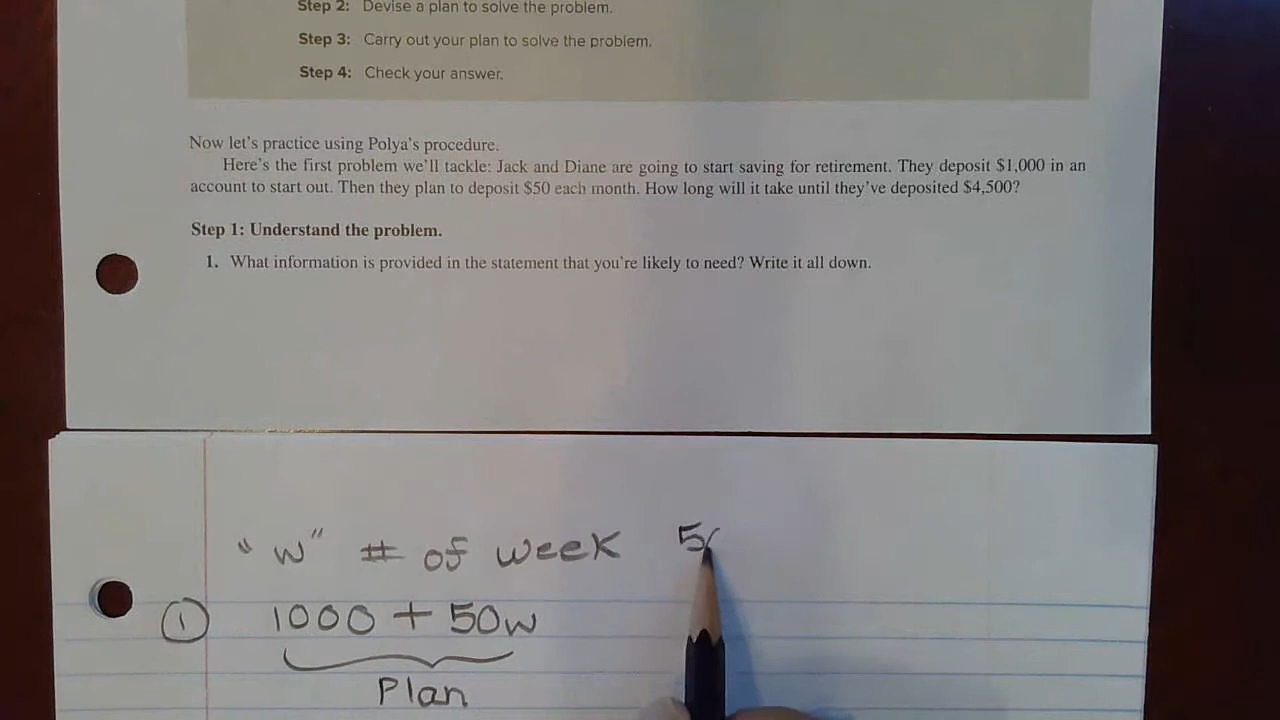 Step 2: Devise a plan to solve the problem.
Step 3: Carry out your plan to solve the problem.
Step 4: Check your answer.
Now let's practice using Polya's procedure.
Here's the first problem we'll tackle: Jack and Diane are going to start saving for retirement. They deposit $1,000 in an
account to start out. Then they plan to deposit $50 each month. How long will it take until they've deposited $4,500?
Step 1: Understand the problem.
1. What information is provided in the statement that you're likely to need? Write it all down.
"w" # of week 5
① 1000 + 50w
Plan